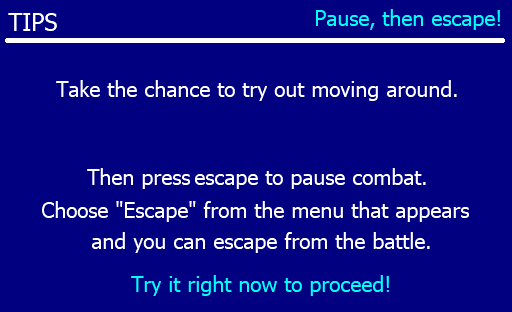 TIPS
Pause, then escape!
Take the chance to try out moving around.
Then press escape to pause combat.
Choose "Escape" from the menu that appears
and you can escape from the battle.
Try it right now to proceed!